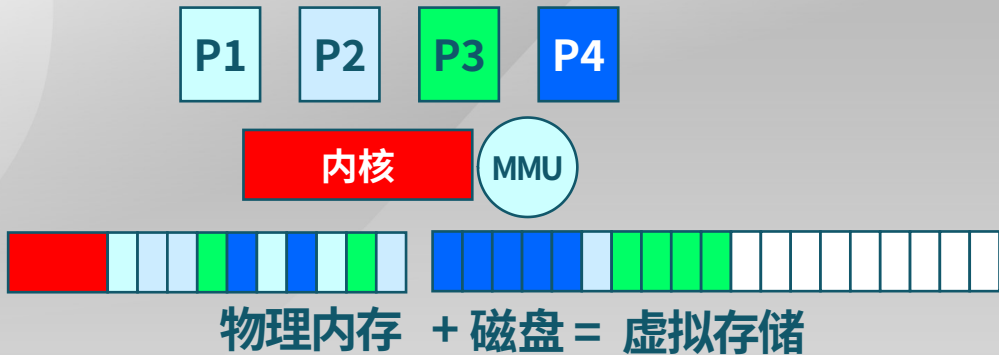 P1 P2 P3 P4
内核 MMU
物理内存 + 磁盘 = 虚拟存储